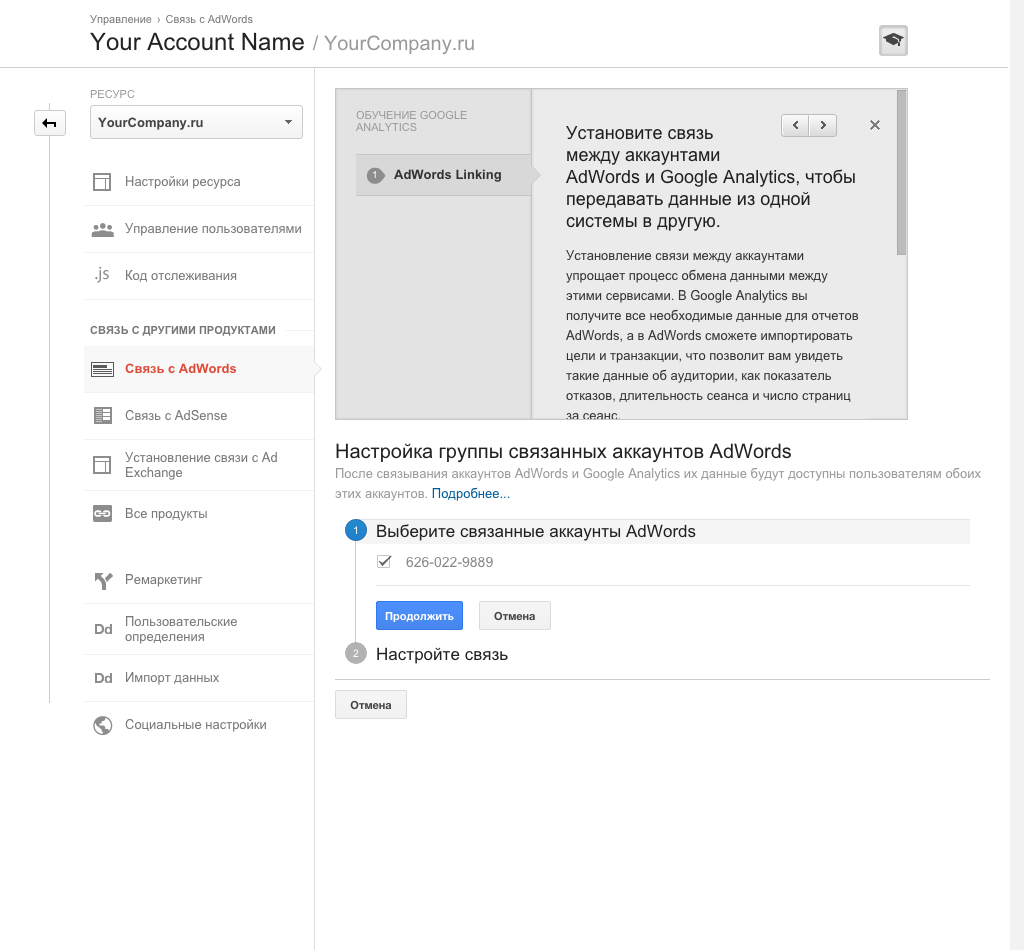 Управление › Связь с AdWords
Your Account Name / YourCompany.ru
РЕСУРС
YourCompany.ru
Настройки ресурса
Управление пользователями
.js Код отслеживания
СВЯЗЬ С ДРУГИМИ ПРОДУКТАМИ
Связь с AdWords
Связь с AdSense
Установление связи с Ad
Exchange
Все продукты
Ремаркетинг
Dd Пользовательские
определения
Dd Импорт данных
Социальные настройки
ОБУЧЕНИЕ GOOGLE
ANALYTICS
1 AdWords Linking
Установите связь
между аккаунтами
AdWords и Google Analytics, чтобы
передавать данные из одной
системы в другую.
Установление связи между аккаунтами
упрощает процесс обмена данными между
этими сервисами. В Google Analytics вы
получите все необходимые данные для отчетов
AdWords, а в AdWords сможете импортировать
цели и транзакции, что позволит вам увидеть
такие данные об аудитории, как показатель
отказов, длительность сеанса и число страниц
за сеанс.
Настройка группы связанных аккаунтов AdWords
После связывания аккаунтов AdWords и Google Analytics их данные будут доступны пользователям обоих
этих аккаунтов. Подробнее...
1 Выберите связанные аккаунты AdWords
626-022-9889
Продолжить Отмена
2 Настройте связь
Отмена